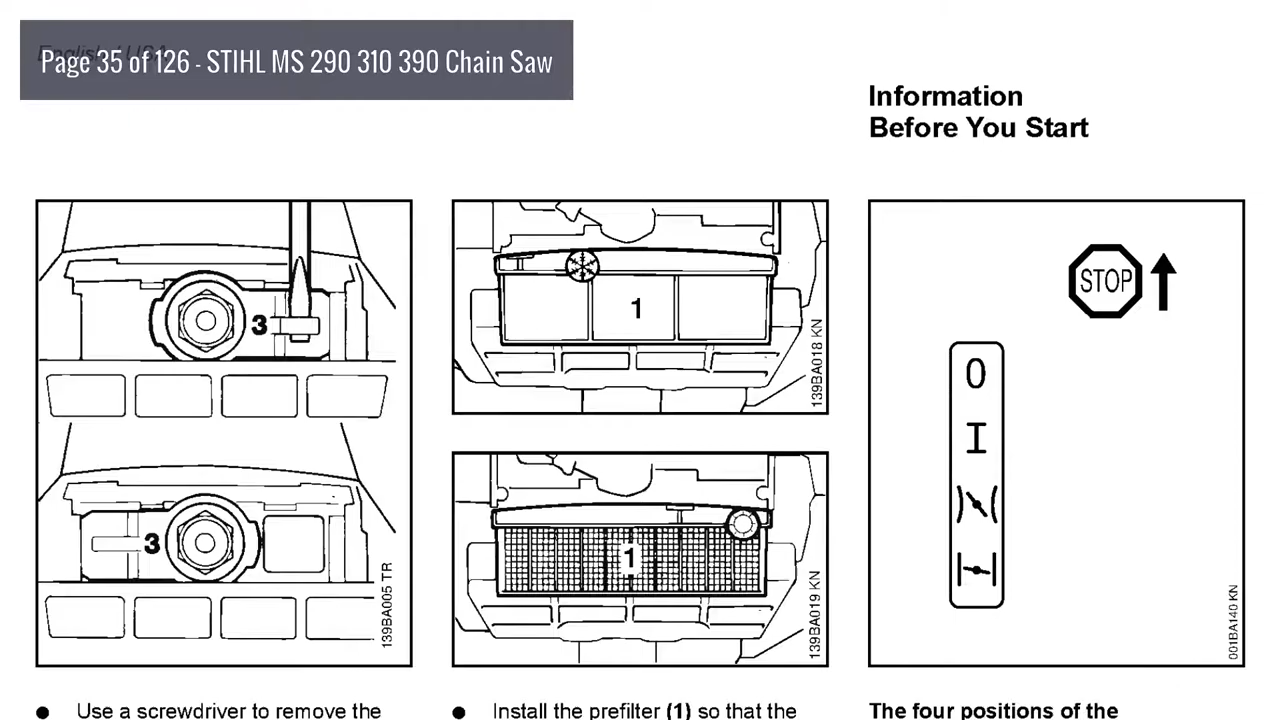 Page 35 of 126 - STIHL MS 290 310 390 Chain Saw
Information
Before You Start
3
3
139BA005 TR
1
139BA018 KN
1
139BA019 KN
STOP
0
I
001BA140 KN
● Use a screwdriver to remove the
● Install the prefilter (1) so that the
The four positions of the